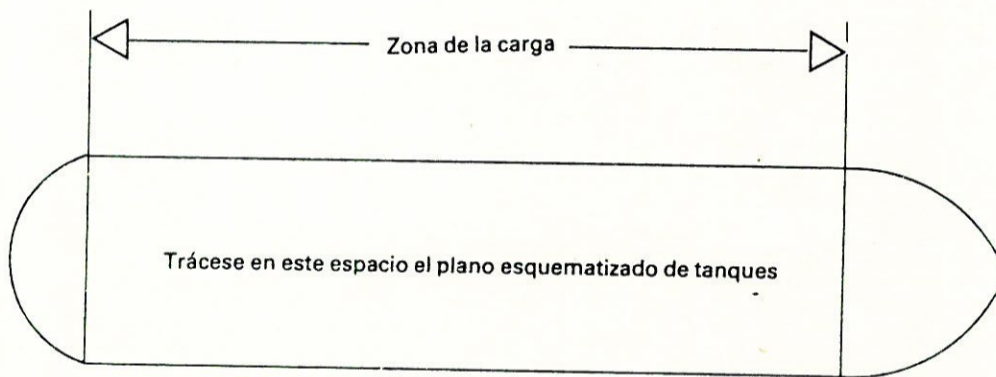 Zona de la carga
Trácese en este espacio el plano esquematizado de tanques